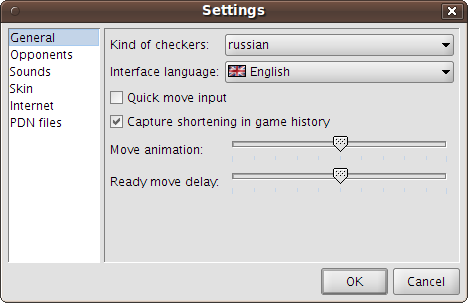 Settings
General
Opponents
Sounds
Skin
Internet
PDN files
Kind of checkers: russian
Interface language: English
Quick move input
Capture shortening in game history
Move animation:
Ready move delay:
OK Cancel